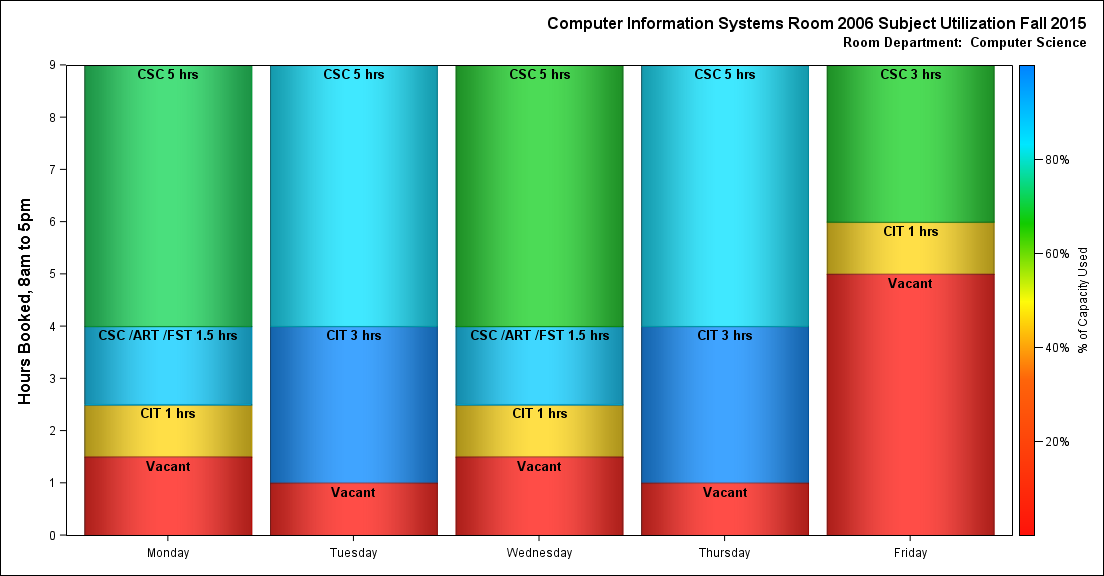 Computer Information Systems Room 2006 Subject Utilization Fall 2015
Room Department:  Computer Science
Hours Booked, 8am to 5pm
9
8
7
6
5
4
3
2
1
0
CSC 5 hrs
CSC /ART /FST 1.5 hrs
CIT 1 hrs
Vacant
CSC 5 hrs
CIT 3 hrs
Vacant
CSC 5 hrs
CSC /ART /FST 1.5 hrs
CIT 1 hrs
Vacant
CSC 5 hrs
CIT 3 hrs
Vacant
CSC 3 hrs
CIT 1 hrs
Vacant
Monday
Tuesday
Wednesday
Thursday
Friday
80%
60%
40%
20%
% of Capacity Used